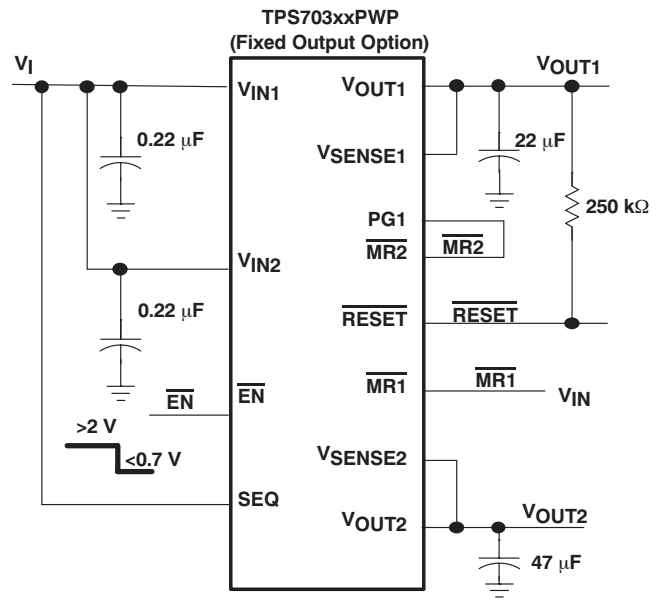 TPS703xxPWP
(Fixed Output Option)
VI
VIN1
VOUT1
VOUT1
0.22 μF
VSENSE1
22 μF
250 kΩ
PG1
MR2
MR2
VIN2
0.22 μF
RESET
RESET
EN
EN
MR1
MR1
VIN
>2 V
<0.7 V
VSENSE2
SEQ
VOUT2
VOUT2
47 μF